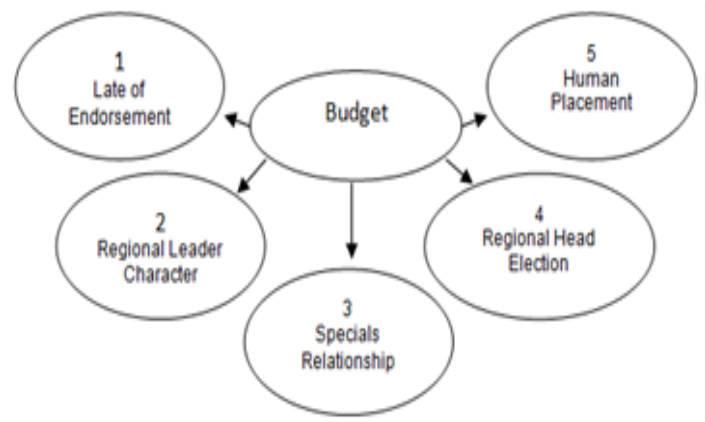 Budget
1
Late of
Endorsement
2
Regional Leader
Character
3
Specials
Relationship
4
Regional Head
Election
5
Human
Placement